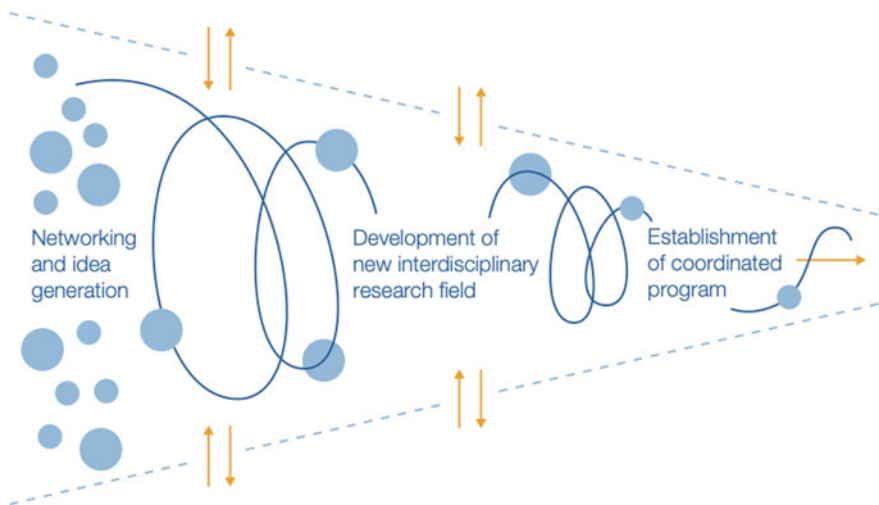 Networking
and idea
generation
Development of
new interdisciplinary
research field
Establishment
of coordinated
program